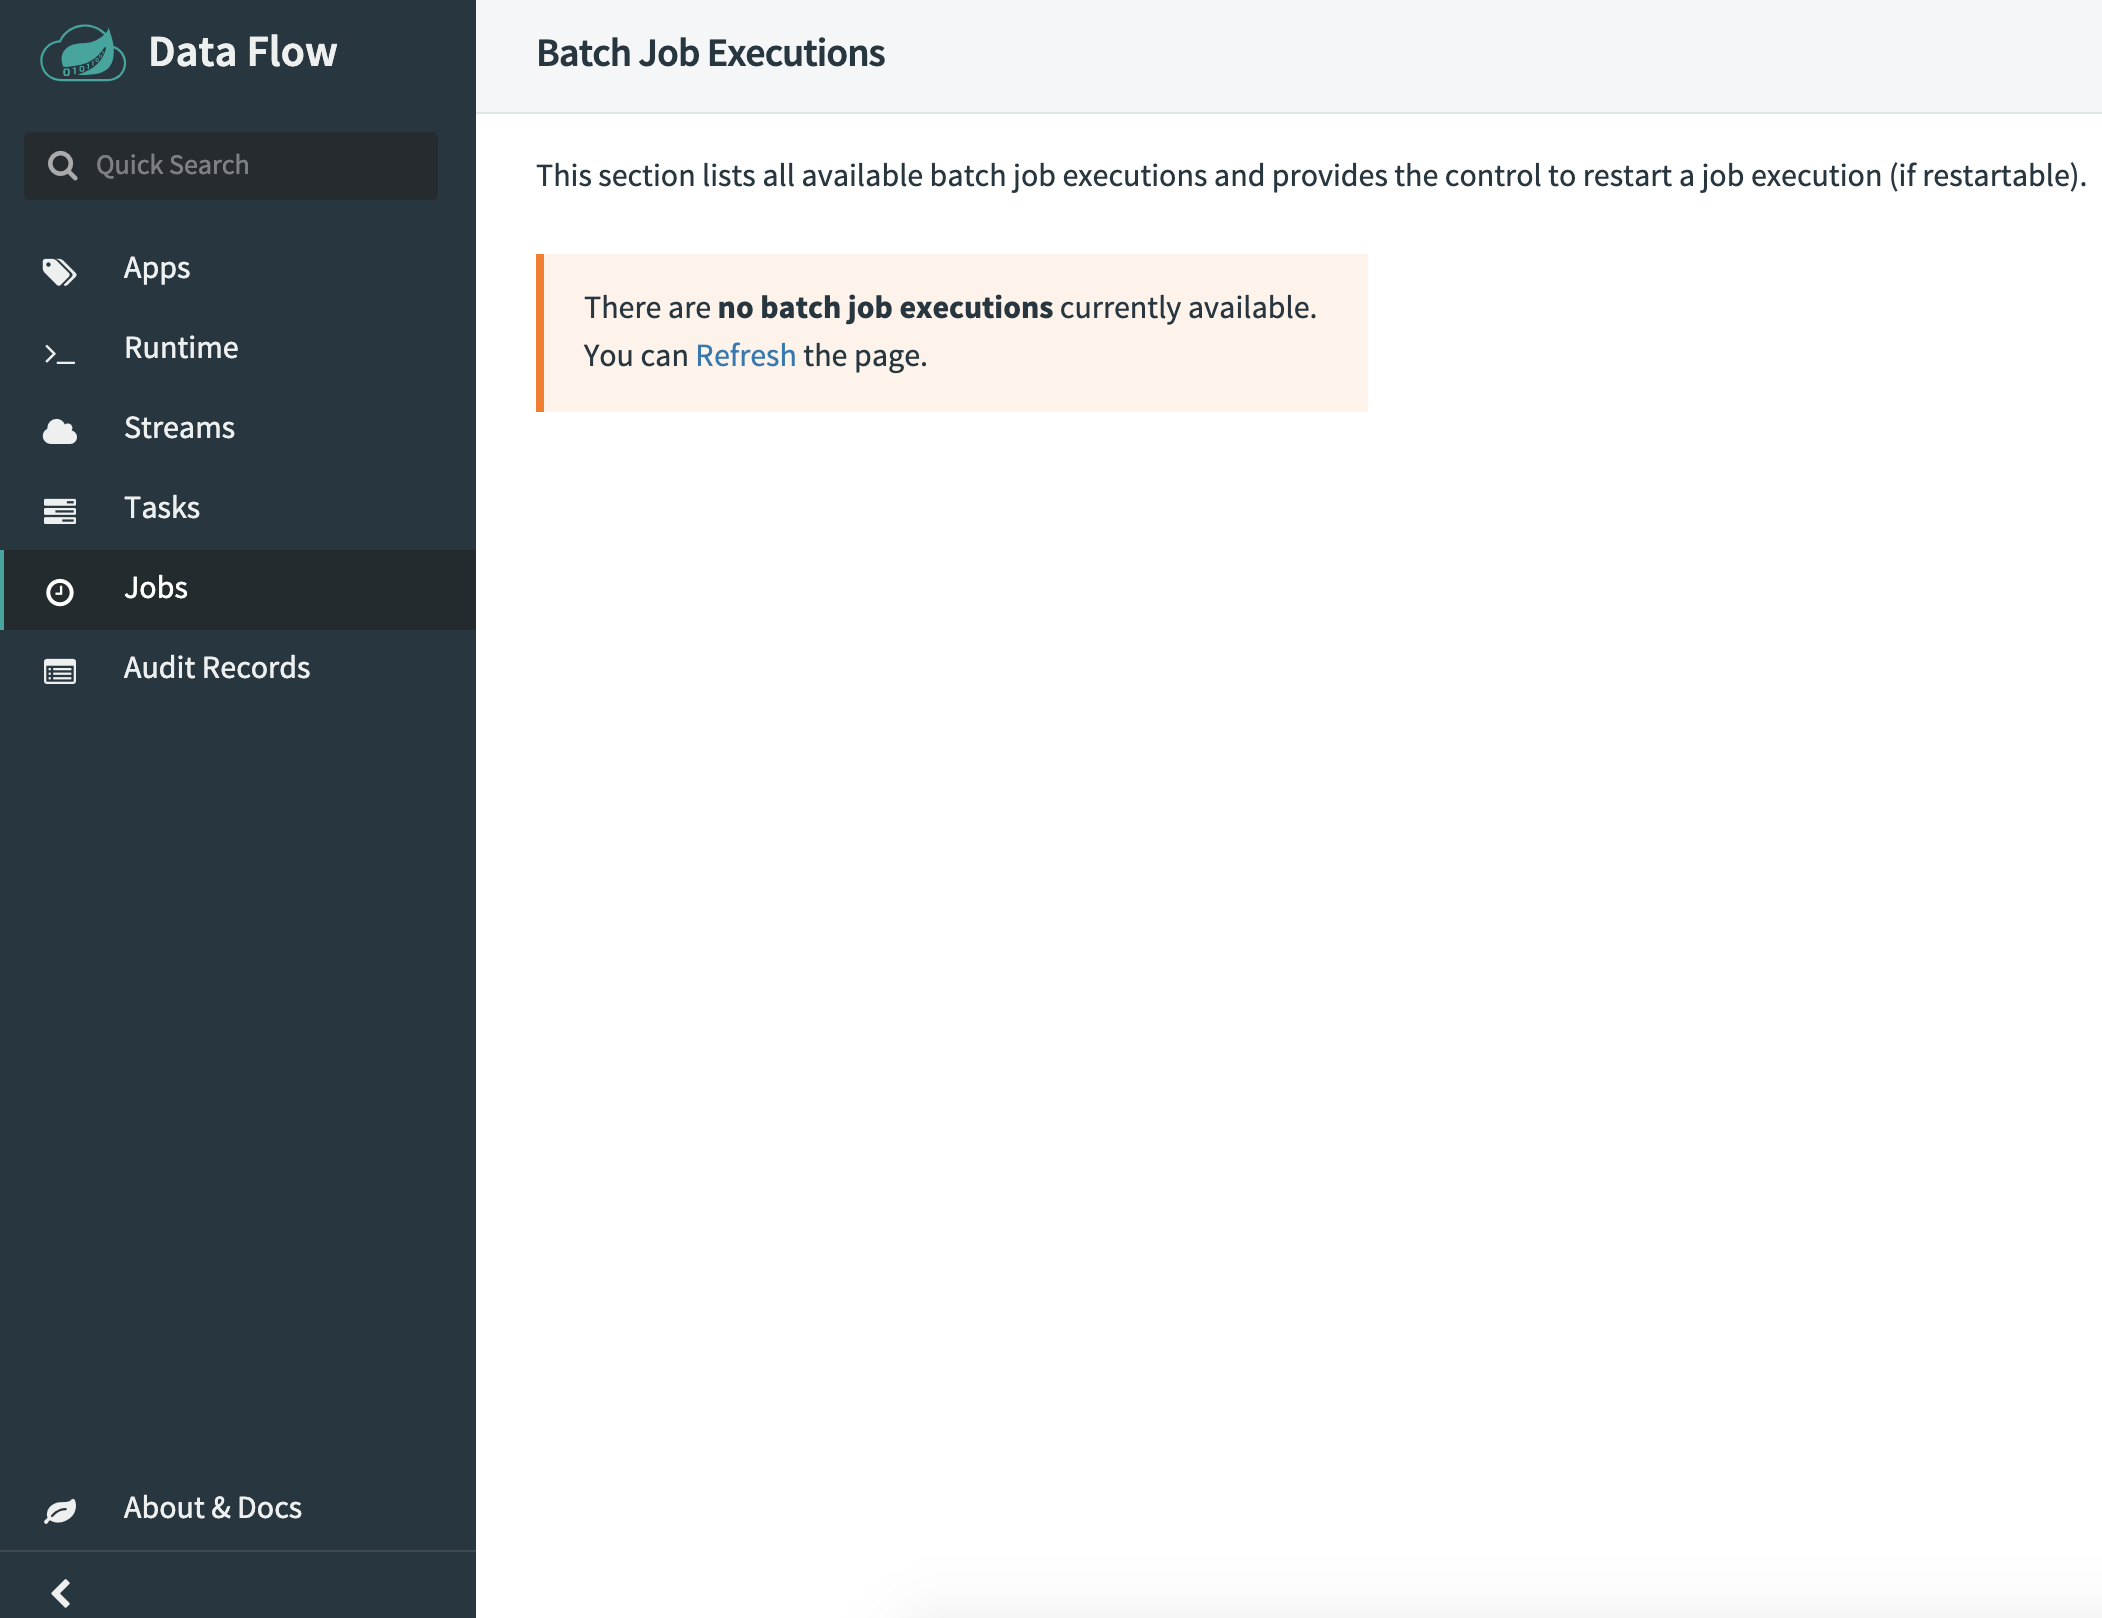 Data Flow
Quick Search
Apps
Runtime
Streams
Tasks
Jobs
Audit Records
About & Docs
Batch Job Executions
This section lists all available batch job executions and provides the control to restart a job execution (if restartable).
There are no batch job executions currently available.
You can Refresh the page.